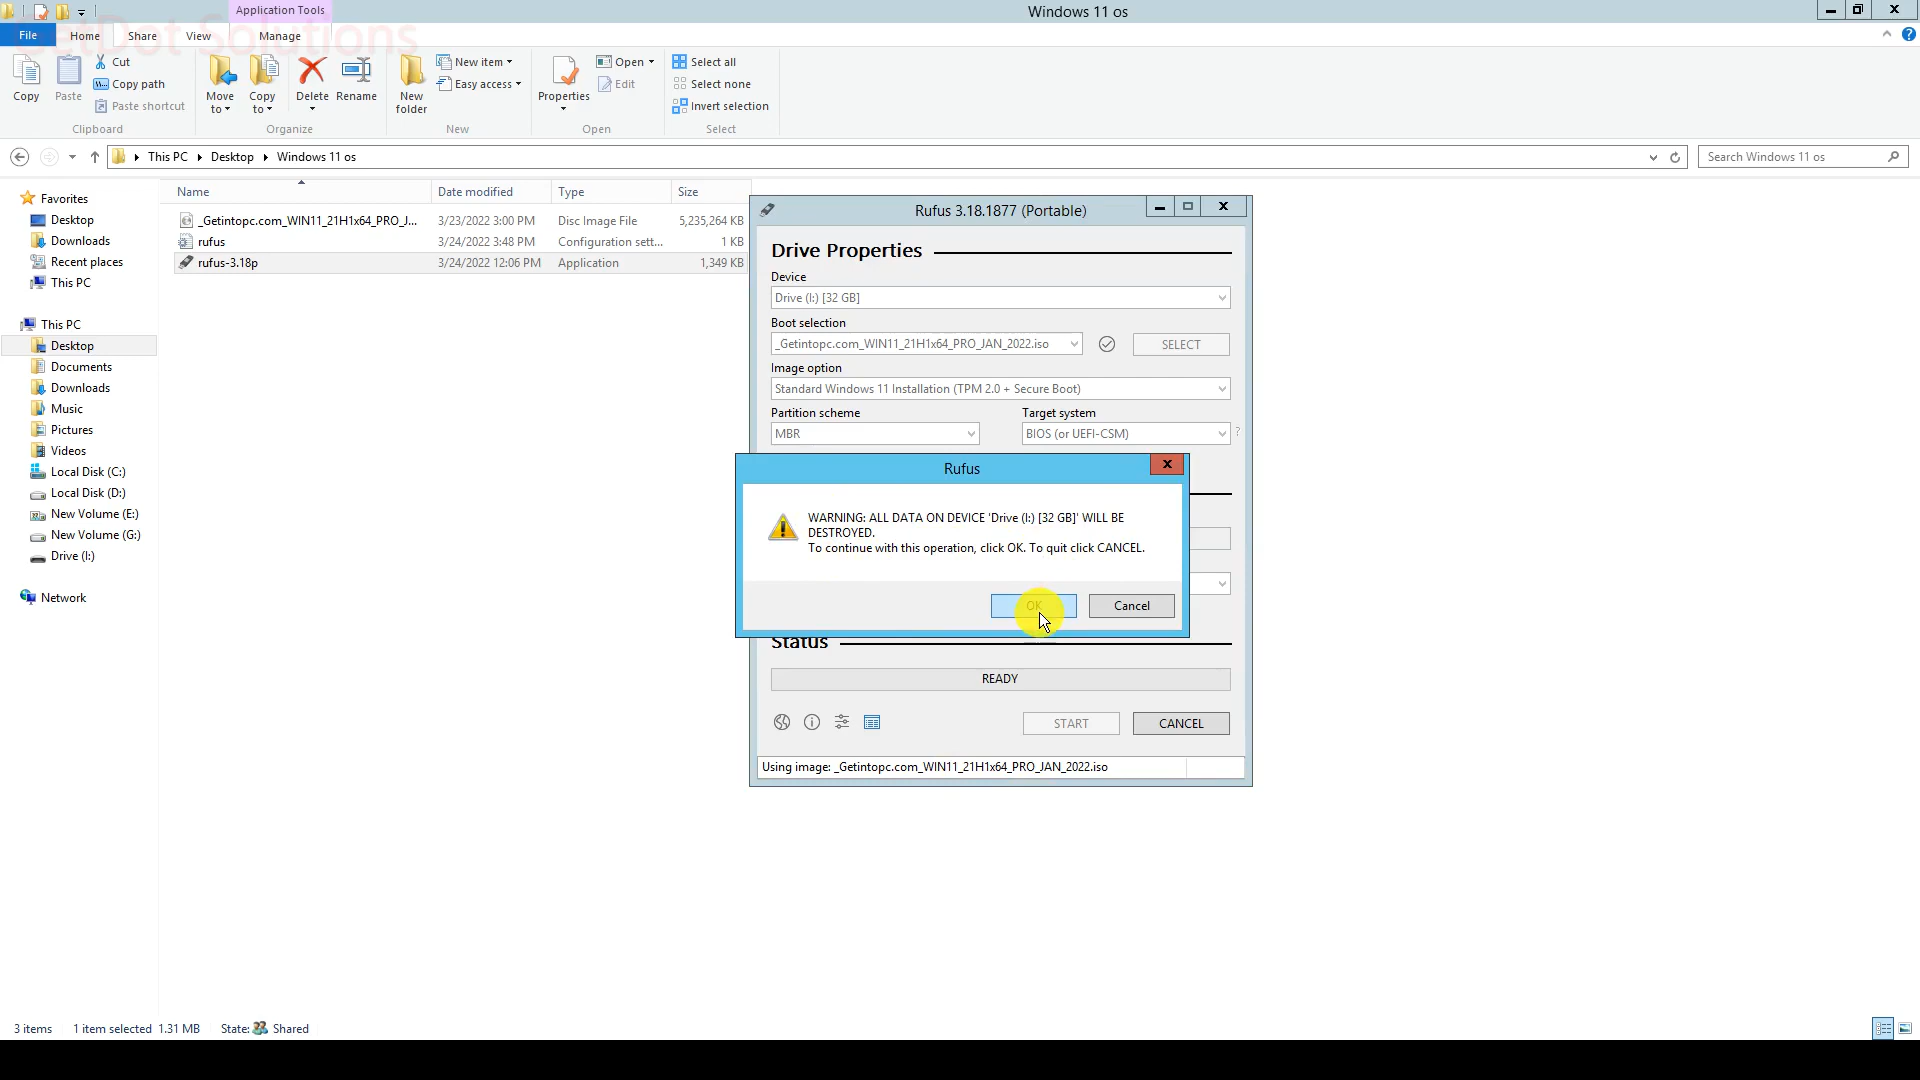 Application Tools
Windows 11 os
GetDot Solutions
File
Home
Share
View
Manage
Copy
Paste
Cut
Copy path
Paste shortcut
Move to
Copy to
Delete
Rename
New folder
New item
Easy access
Properties
Open
Edit
Select all
Select none
Invert selection
Clipboard
Organize
New
Open
Select
This PC
Desktop
Windows 11 os
Search Windows 11 os
Favorites
Desktop
Downloads
Recent places
This PC
This PC
Desktop
Documents
Downloads
Music
Pictures
Videos
Local Disk (C:)
Local Disk (D:)
New Volume (E:)
New Volume (G:)
Drive (I:)
Network
Name Date modified Type Size
_Getintopc.com_WIN11_21H1x64_PRO_J... 3/23/2022 3:00 PM Disc Image File 5,235,264 KB
rufus 3/24/2022 3:48 PM Configuration sett... 1 KB
rufus-3.18p 3/24/2022 12:06 PM Application 1,349 KB
Rufus 3.18.1877 (Portable)
Drive Properties
Device
Drive (I:) [32 GB]
Boot selection
_Getintopc.com_WIN11_21H1x64_PRO_JAN_2022.iso
SELECT
Image option
Standard Windows 11 Installation (TPM 2.0 + Secure Boot)
Partition scheme Target system
MBR BIOS (or UEFI-CSM) ?
Rufus
WARNING: ALL DATA ON DEVICE 'Drive (I:) [32 GB]' WILL BE
DESTROYED.
To continue with this operation, click OK. To quit click CANCEL.
OK Cancel
Status
READY
START CANCEL
Using image: _Getintopc.com_WIN11_21H1x64_PRO_JAN_2022.iso
3 items 1 item selected 1.31 MB State: Shared